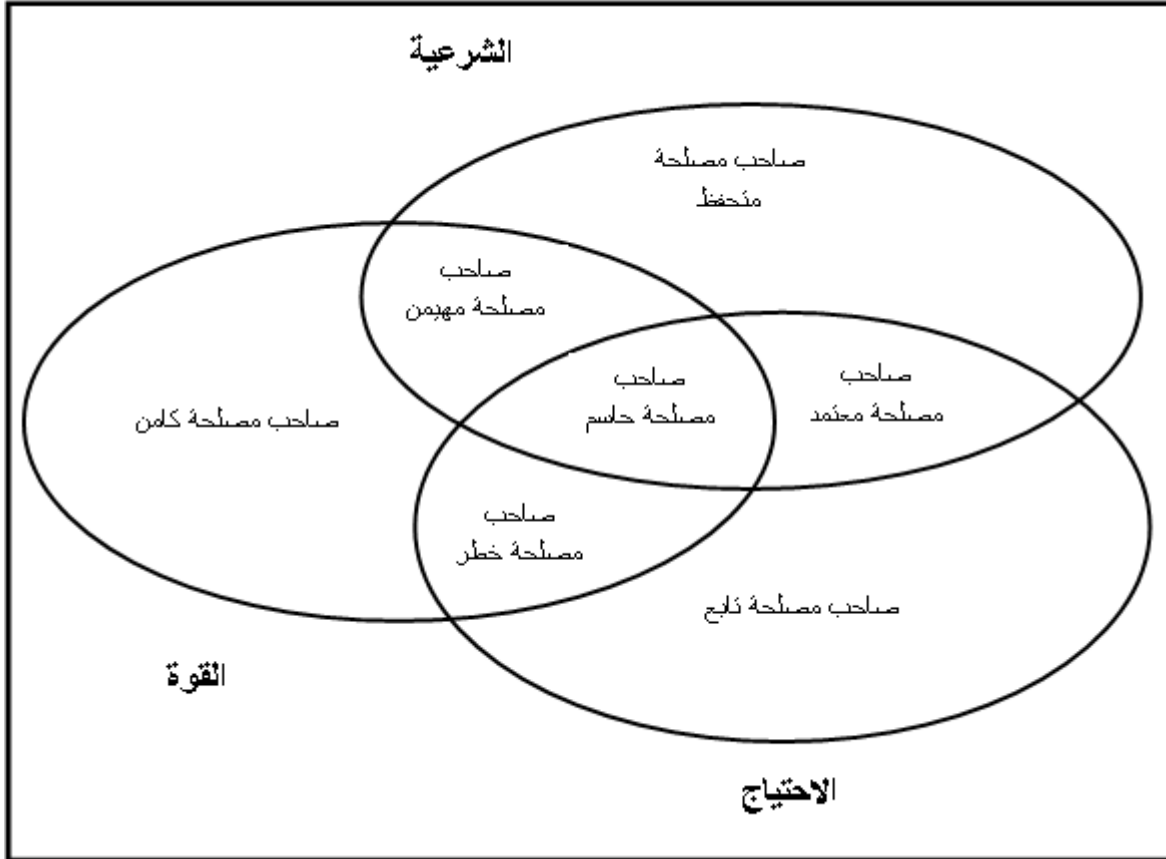 الشرعية
صاحب مصلحة
متحفظ
صاحب
مصلحة مهيمن
صاحب
مصلحة حاسم
صاحب
مصلحة معتمد
صاحب مصلحة كامن
صاحب
مصلحة خطر
صاحب مصلحة تابع
القوة
الاحتياج